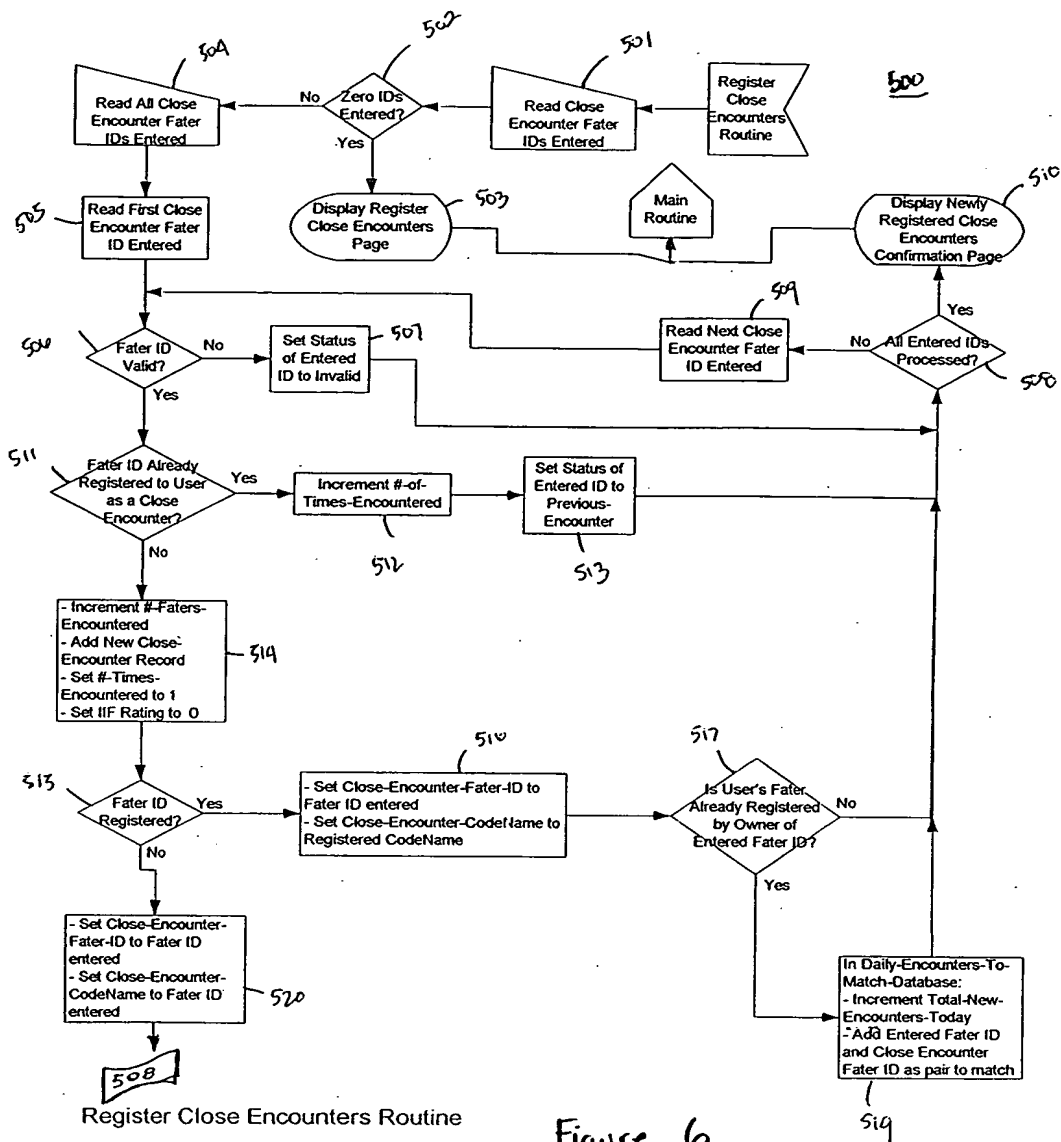 504
502
501
500
Read All Close
Encounter Fater
IDs Entered
No
Zero IDs
Entered?
Yes
Read Close
Encounter Fater
IDs Entered
Register
Close
Encounters
Routine
505
Read First Close
Encounter Fater
ID Entered
Display Register
Close Encounters
Page
503
Main
Routine
510
Display Newly
Registered Close
Encounters
Confirmation Page
506
Fater ID
Valid?
No
Yes
Set Status
of Entered
ID to Invalid
507
509
Read Next Close
Encounter Fater
ID Entered
No
Yes
All Entered IDs
Processed?
508
511
Fater ID Already
Registered to User
as a Close
Encounter?
Yes
No
Increment #-of-
Times-Encountered
512
Set Status of
Entered ID to
Previous-
Encounter
513
- Increment #-Faters-
Encountered
- Add New Close-
Encounter Record
- Set #-Times-
Encountered to 1
- Set IIF Rating to 0
514
515
Fater ID
Registered?
Yes
No
516
- Set Close-Encounter-Fater-ID to
Fater ID entered
- Set Close-Encounter-CodeName to
Registered CodeName
517
Is User's Fater
Already Registered
by Owner of
Entered Fater ID?
No
Yes
- Set Close-Encounter-
Fater-ID to Fater ID
entered
- Set Close-Encounter-
CodeName to Fater ID
entered
520
In Daily-Encounters-To-
Match-Database:
- Increment Total-New-
Encounters-Today
- Add Entered Fater ID
and Close Encounter
Fater ID as pair to match
519
508
Register Close Encounters Routine
Figure 6